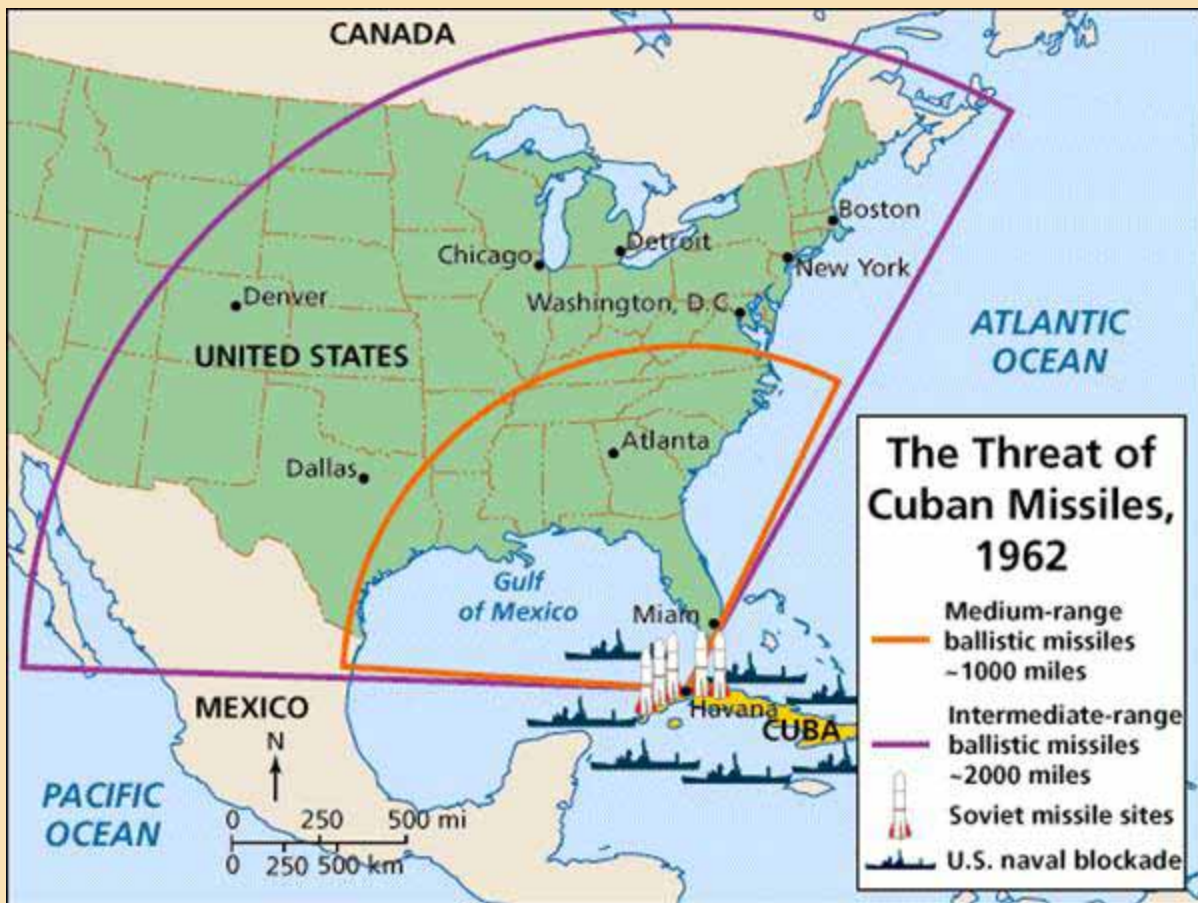 CANADA
Boston
Detroit
Chicago
New York
Denver
Washington, D.C.
ATLANTIC
OCEAN
UNITED STATES
Atlanta
Dallas
Gulf
of Mexico
Miam
MEXICO
Havana
CUBA
N
PACIFIC
OCEAN
0 250 500 mi
0 250 500 km
The Threat of
Cuban Missiles,
1962
Medium-range
ballistic missiles
~1000 miles
Intermediate-range
ballistic missiles
~2000 miles
Soviet missile sites
U.S. naval blockade